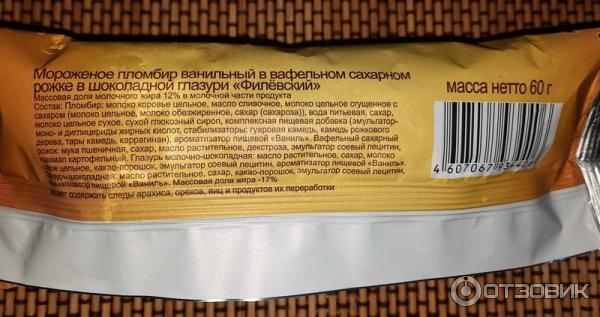 Мороженое пломбир ванильный в вафельном сахарном
рожке в шоколадной глазури «Филёвский»
Массовая доля молочного жира 12% в молочной части продукта
Состав: Пломбир: молоко коровье цельное, масло сливочное, молоко цельное сгущенное с
сахаром (молоко цельное, молоко обезжиренное, сахар (сахароза)), вода питьевая, сахар,
молоко сухое цельное, сухой глюкозный сироп, комплексная пищевая добавка (эмульгатор-
моно- и диглицериды жирных кислот, стабилизаторы: гуаровая камедь, камедь рожкового
дерева, тары камедь, каррагинан), ароматизатор пищевой «Ваниль». Вафельный сахарный
рожок: мука пшеничная, сахар, масло растительное, декстроза, эмульгатор соевый лецитин,
крахмал картофельный. Глазурь молочно-шоколадная: масло растительное, сахар, молоко
сухое цельное, какао-порошок, эмульгатор соевый лецитин, ароматизатор пищевой «Ваниль».
шоколадная: масло растительное, сахар, какао-порошок, эмульгатор соевый лецитин,
ароматизатор пищевой «Ваниль». Массовая доля жира -17%
может содержать следы арахиса, орехов, яиц и продуктов их переработки
масса нетто 60 г
4 607067
ОТЗОВИК